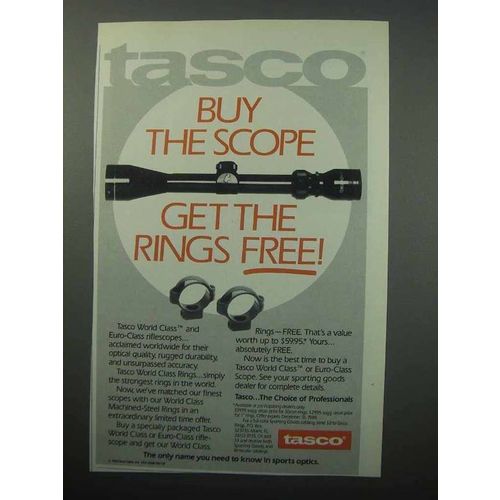 tasco
BUY
THE SCOPE
GET THE
RINGS FREE!
Tasco World Class™ and
Euro-Class riflescopes...
acclaimed worldwide for their
optical quality, rugged durability,
and unsurpassed accuracy.
Tasco World Class Rings...simply
the strongest rings in the world.
Now, we've matched our finest
scopes with our World Class
Machined-Steel Rings in an
extraordinary limited time offer.
Buy a specially packaged Tasco
World Class or Euro-Class rifle-
scope and get our World Class
Rings—FREE. That's a value
worth up to $59.95.* Yours...
absolutely FREE.
Now is the best time to buy a
Tasco World Class™ or Euro-Class
Scope. See your sporting goods
dealer for complete details.
Tasco...The Choice of Professionals
tasco
The only name you need to know in sports optics.